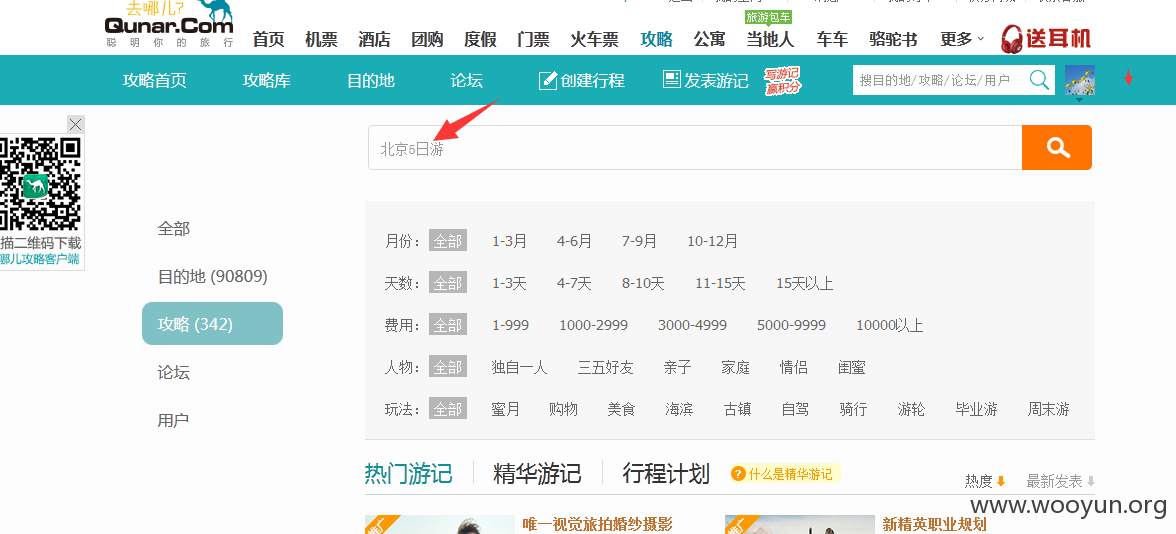 去哪儿?
Qunar.Com
聪明你的旅行
首页 机票 酒店 团购 度假 门票 火车票 攻略 公寓 当地人 车车 骆驼书 更多 送耳机
旅游包车
攻略首页 攻略库 目的地 论坛 创建行程 发表游记 写游记 赢积分 搜目的地/攻略/论坛/用户
北京5日游
描二维码下载
哪儿攻略客户端
全部
目的地 (90809)
攻略 (342)
论坛
用户
月份: 全部 1-3月 4-6月 7-9月 10-12月
天数: 全部 1-3天 4-7天 8-10天 11-15天 15天以上
费用: 全部 1-999 1000-2999 3000-4999 5000-9999 10000以上
人物: 全部 独自一人 三五好友 亲子 家庭 情侣 闺蜜
玩法: 全部 蜜月 购物 美食 海滨 古镇 自驾 骑行 游轮 毕业游 周末游
热门游记 精华游记 行程计划 ? 什么是精华游记 热度 最新发表
www.wooyun.org
唯一视觉旅拍婚纱摄影 新精英职业规划